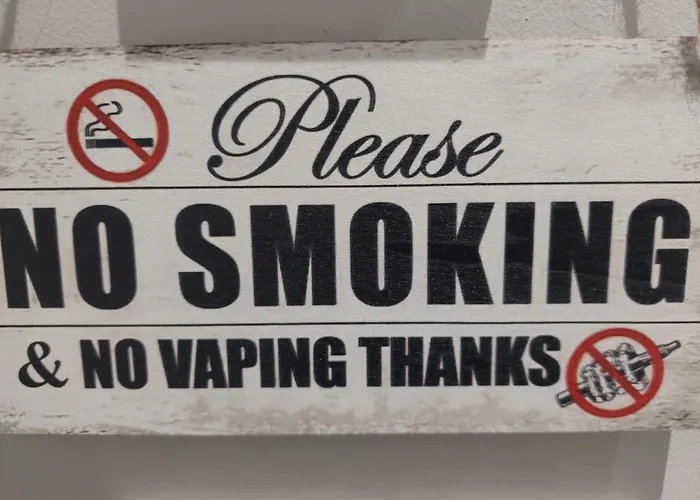 Please
NO SMOKING
& NO VAPING THANKS